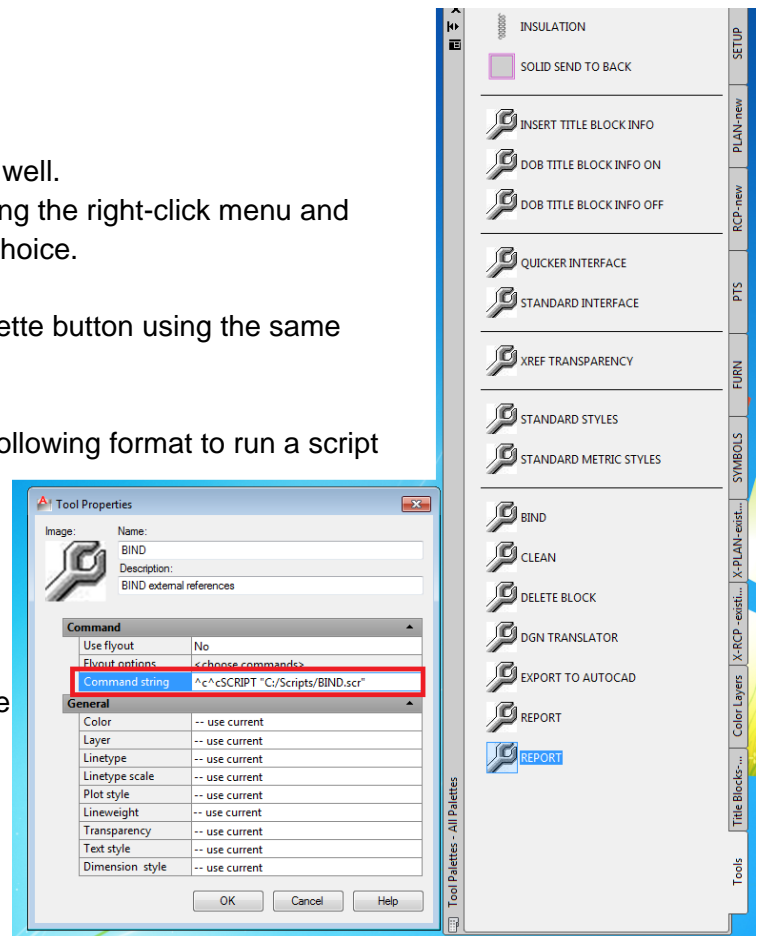 well.
ing the right-click menu and
hoice.
ette button using the same
ollowing format to run a script
e
Tool Properties
Image:
Name:
BIND
Description:
BIND external references
Command
Use flyout No
Flyout options <choose commands>
Command string ^c^cSCRIPT "C:/Scripts/BIND.scr"
General
Color -- use current
Layer -- use current
Linetype -- use current
Linetype scale -- use current
Plot style -- use current
Lineweight -- use current
Transparency -- use current
Text style -- use current
Dimension style -- use current
OK Cancel Help
INSULATION
SOLID SEND TO BACK
INSERT TITLE BLOCK INFO
DOB TITLE BLOCK INFO ON
DOB TITLE BLOCK INFO OFF
QUICKER INTERFACE
STANDARD INTERFACE
XREF TRANSPARENCY
STANDARD STYLES
STANDARD METRIC STYLES
BIND
CLEAN
DELETE BLOCK
DGN TRANSLATOR
EXPORT TO AUTOCAD
REPORT
REPORT
Tool Palettes - All Palettes
SETUP
PLAN-new
RCP-new
PTS
FURN
SYMBOLS
X-PLAN-exist...
X-RCP -existi...
Color Layers
Title Blocks-...
Tools